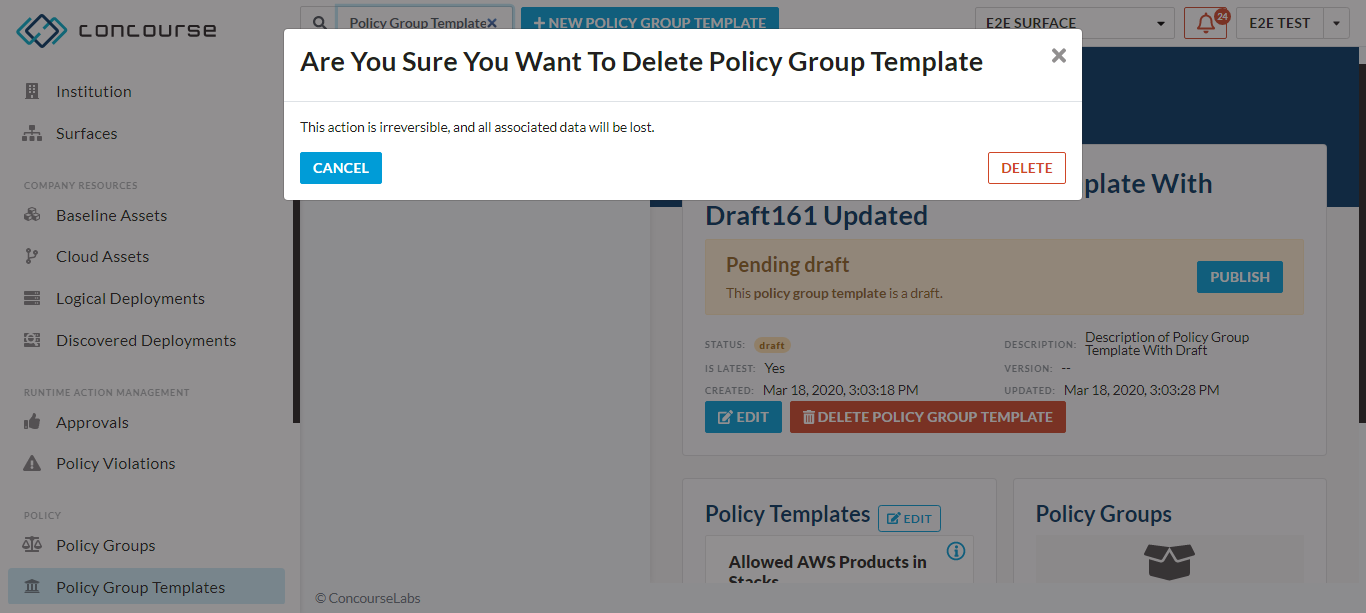 concourse
Policy Group Template×
+ NEW POLICY GROUP TEMPLATE
E2E SURFACE
24
E2E TEST
Are You Sure You Want To Delete Policy Group Template
×
This action is irreversible, and all associated data will be lost.
CANCEL
DELETE
Institution
Surfaces
COMPANY RESOURCES
Baseline Assets
Cloud Assets
Logical Deployments
Discovered Deployments
RUNTIME ACTION MANAGEMENT
Approvals
Policy Violations
POLICY
Policy Groups
Policy Group Templates
plate With
Draft161 Updated
Pending draft
This policy group template is a draft.
PUBLISH
STATUS: draft
IS LATEST: Yes
CREATED: Mar 18, 2020, 3:03:18 PM
DESCRIPTION: Description of Policy Group
Template With Draft
VERSION: --
UPDATED: Mar 18, 2020, 3:03:28 PM
EDIT
DELETE POLICY GROUP TEMPLATE
Policy Templates
EDIT
Allowed AWS Products in
Stacks
Policy Groups
© ConcourseLabs